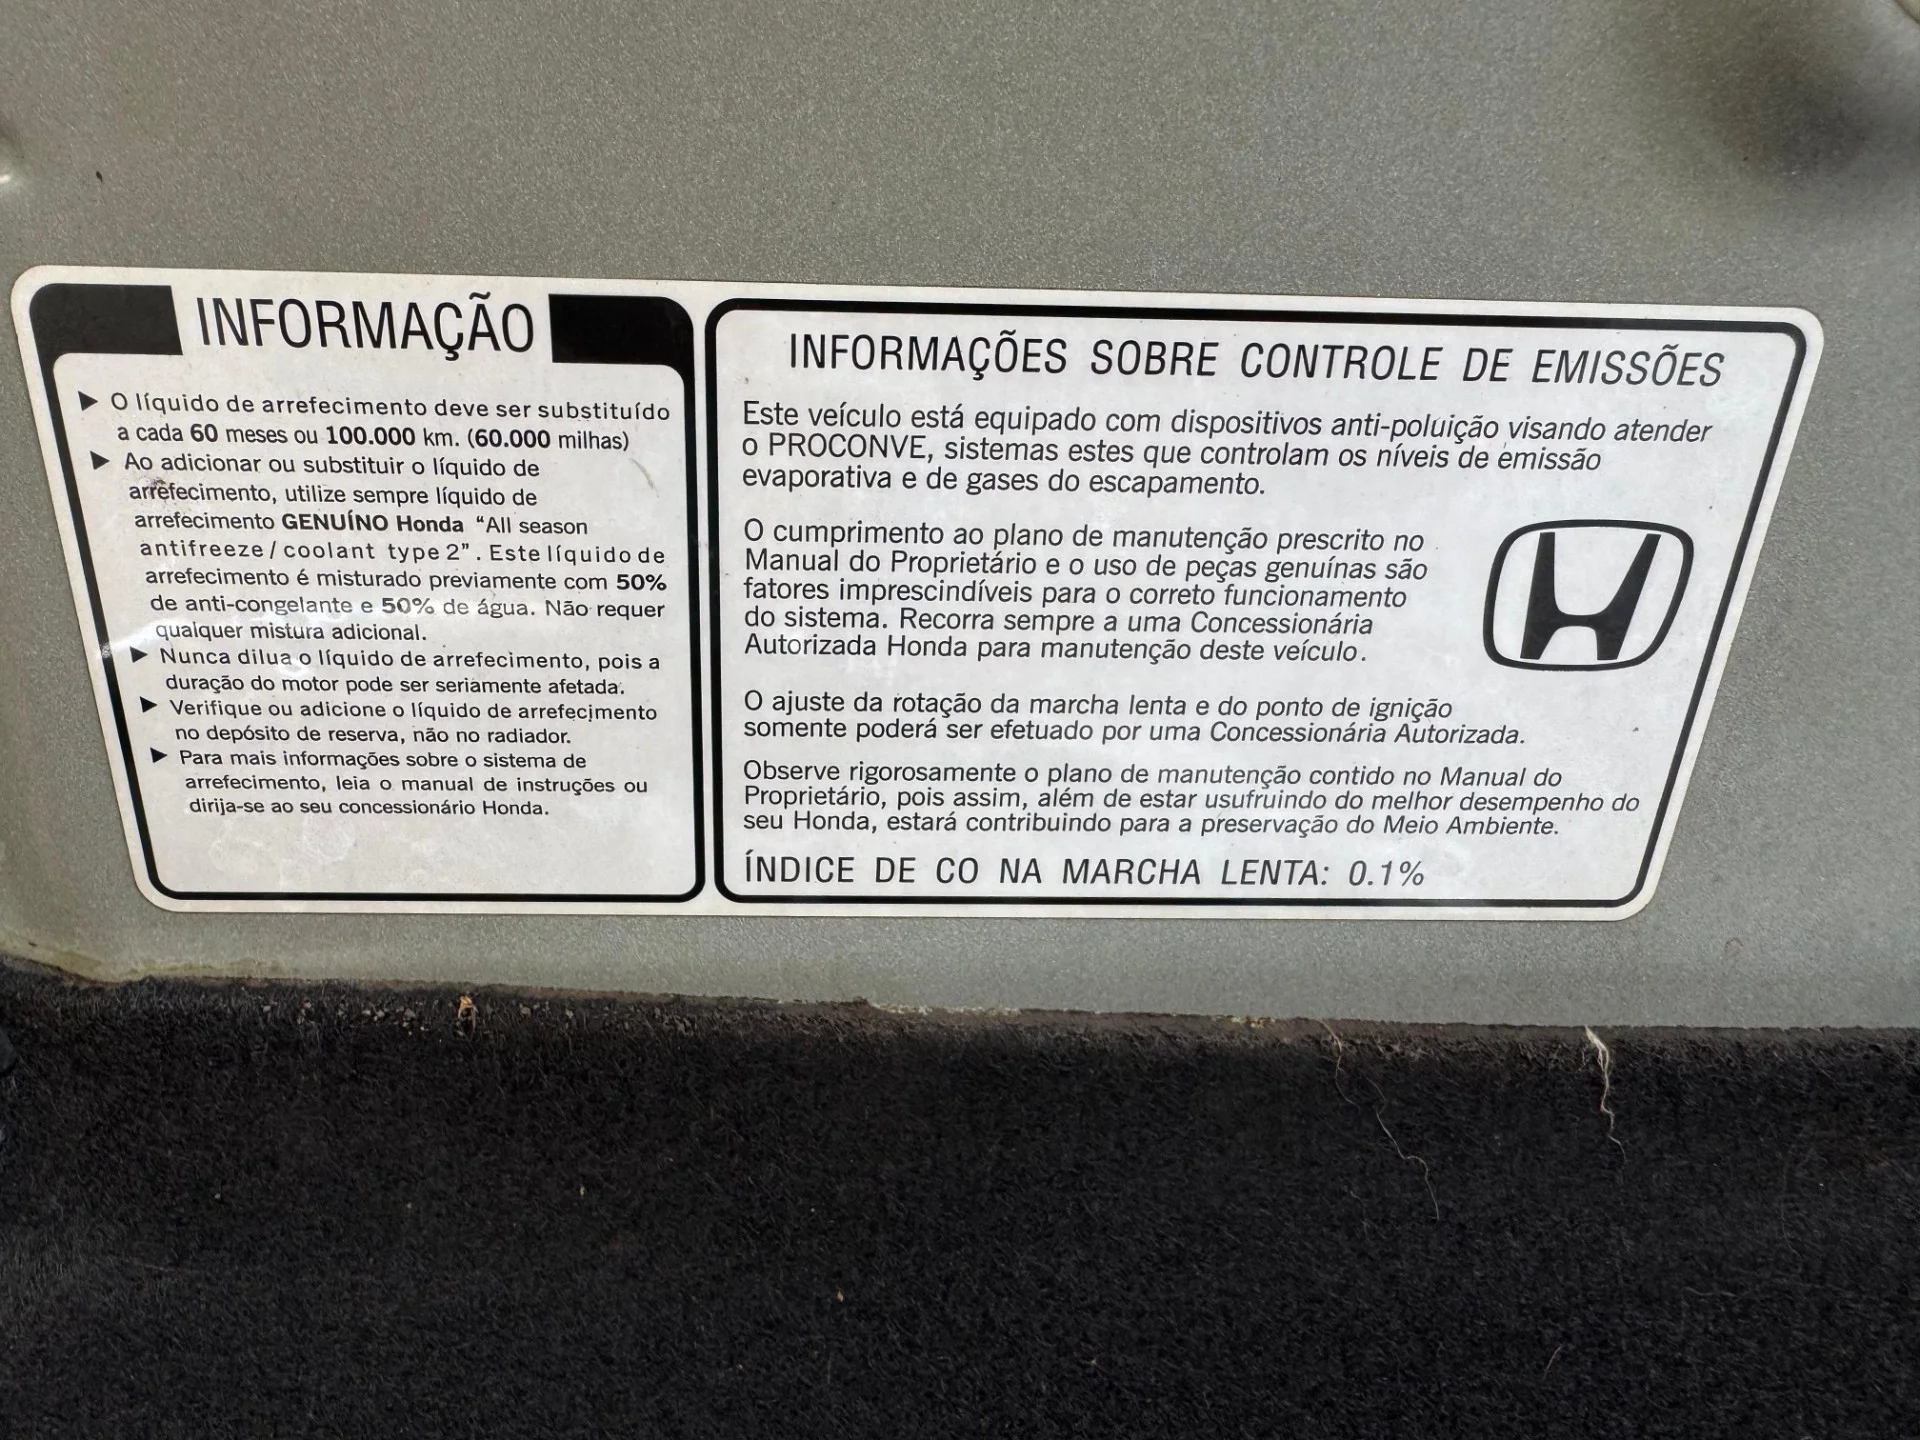 INFORMAÇÃO
▶ O líquido de arrefecimento deve ser substituído
a cada 60 meses ou 100.000 km. (60.000 milhas)
▶ Ao adicionar ou substituir o líquido de
arrefecimento, utilize sempre líquido de
arrefecimento GENUÍNO Honda "All season
antifreeze / coolant type 2". Este líquido de
arrefecimento é misturado previamente com 50%
de anti-congelante e 50% de água. Não requer
qualquer mistura adicional.
▶ Nunca dilua o líquido de arrefecimento, pois a
duração do motor pode ser seriamente afetada.
▶ Verifique ou adicione o líquido de arrefecimento
no depósito de reserva, não no radiador.
▶ Para mais informações sobre o sistema de
arrefecimento, leia o manual de instruções ou
dirija-se ao seu concessionário Honda.
INFORMAÇÕES SOBRE CONTROLE DE EMISSÕES
Este veículo está equipado com dispositivos anti-poluição visando atender
o PROCONVE, sistemas estes que controlam os níveis de emissão
evaporativa e de gases do escapamento.
O cumprimento ao plano de manutenção prescrito no
Manual do Proprietário e o uso de peças genuínas são
fatores imprescindíveis para o correto funcionamento
do sistema. Recorra sempre a uma Concessionária
Autorizada Honda para manutenção deste veículo.
O ajuste da rotação da marcha lenta e do ponto de ignição
somente poderá ser efetuado por uma Concessionária Autorizada.
Observe rigorosamente o plano de manutenção contido no Manual do
Proprietário, pois assim, além de estar usufruindo do melhor desempenho do
seu Honda, estará contribuindo para a preservação do Meio Ambiente.
ÍNDICE DE CO NA MARCHA LENTA: 0.1%